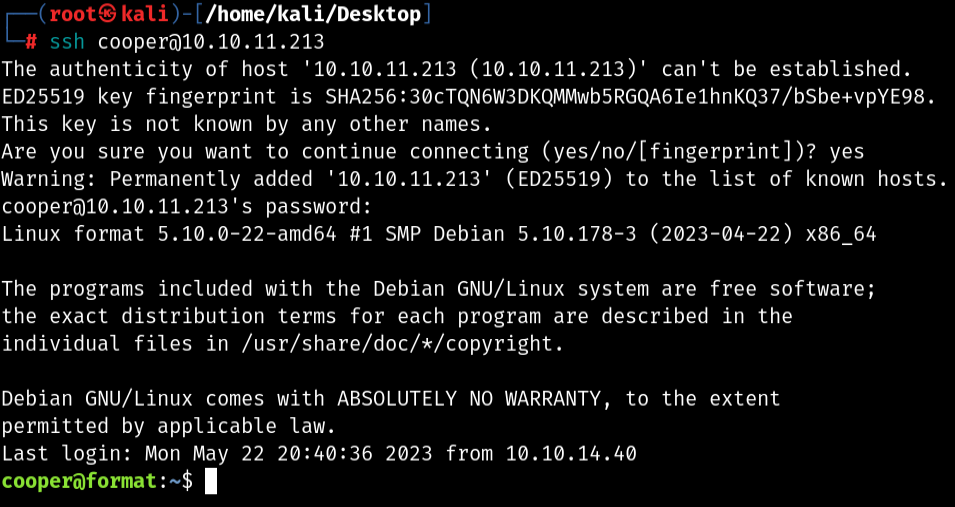 ┌──(root㉿kali)-[/home/kali/Desktop]
└─# ssh cooper@10.10.11.213
The authenticity of host '10.10.11.213 (10.10.11.213)' can't be established.
ED25519 key fingerprint is SHA256:30cTQN6W3DKQMMwb5RGQA6Ie1hnKQ37/bSbe+vpYE98.
This key is not known by any other names.
Are you sure you want to continue connecting (yes/no/[fingerprint])? yes
Warning: Permanently added '10.10.11.213' (ED25519) to the list of known hosts.
cooper@10.10.11.213's password:
Linux format 5.10.0-22-amd64 #1 SMP Debian 5.10.178-3 (2023-04-22) x86_64
The programs included with the Debian GNU/Linux system are free software;
the exact distribution terms for each program are described in the
individual files in /usr/share/doc/*/copyright.
Debian GNU/Linux comes with ABSOLUTELY NO WARRANTY, to the extent
permitted by applicable law.
Last login: Mon May 22 20:40:36 2023 from 10.10.14.40
cooper@format:~$